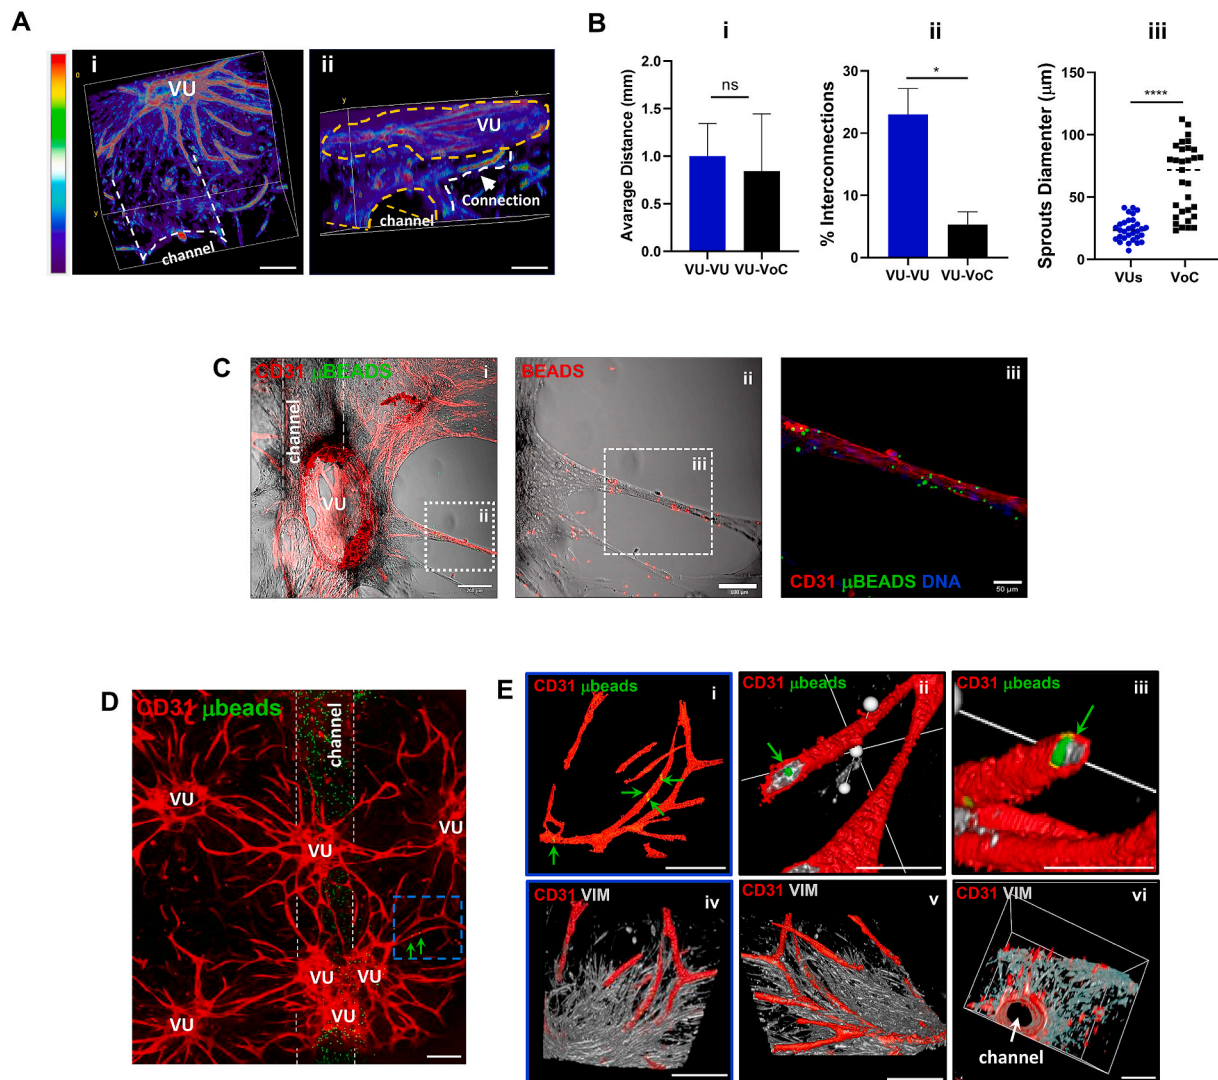 A
i
VU
0
y
channel
ii
y
x
VU
Connection
channel
B
i
ii
iii
Avarage Distance (mm)
2.0
1.5
1.0
0.5
0.0
ns
VU-VU VU-VoC
% Interconnections
30
20
10
0
*
VU-VU VU-VoC
Sprouts Diamenter (µm)
150
100
50
0
****
VUs VoC
C
CD31 µBEADS
i
channel
VU
ii
200 µm
BEADS
ii
iii
100 µm
iii
CD31 µBEADS DNA
50 µm
D
CD31 µbeads
channel
VU
VU
VU
VU VU
VU
E
CD31 µbeads
i
CD31 µbeads
ii
CD31 µbeads
iii
CD31 VIM
iv
CD31 VIM
v
CD31 VIM
vi
channel